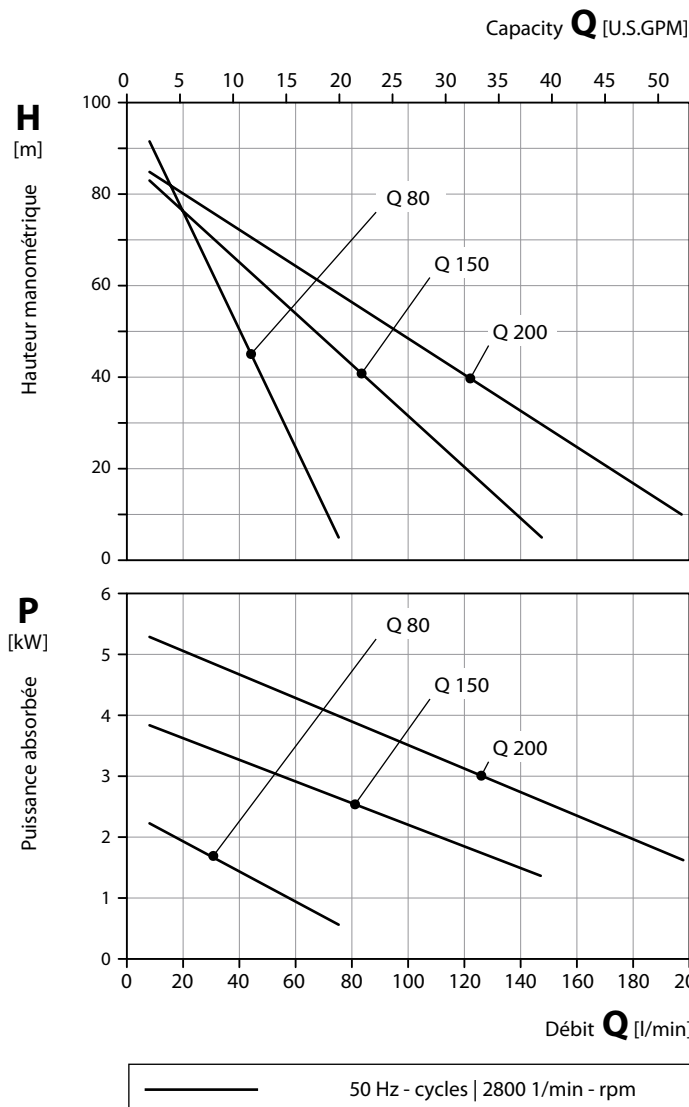 Capacity Q [U.S.GPM]
0 5 10 15 20 25 30 35 40 45 50
H
[m]
Hauteur manométrique
100
80
60
40
20
0
Q 80
Q 150
Q 200
P
[kW]
Puissance absorbée
6
5
4
3
2
1
0
Q 80
Q 150
Q 200
0 20 40 60 80 100 120 140 160 180 20
Débit Q [l/min]
50 Hz - cycles | 2800 1/min - rpm